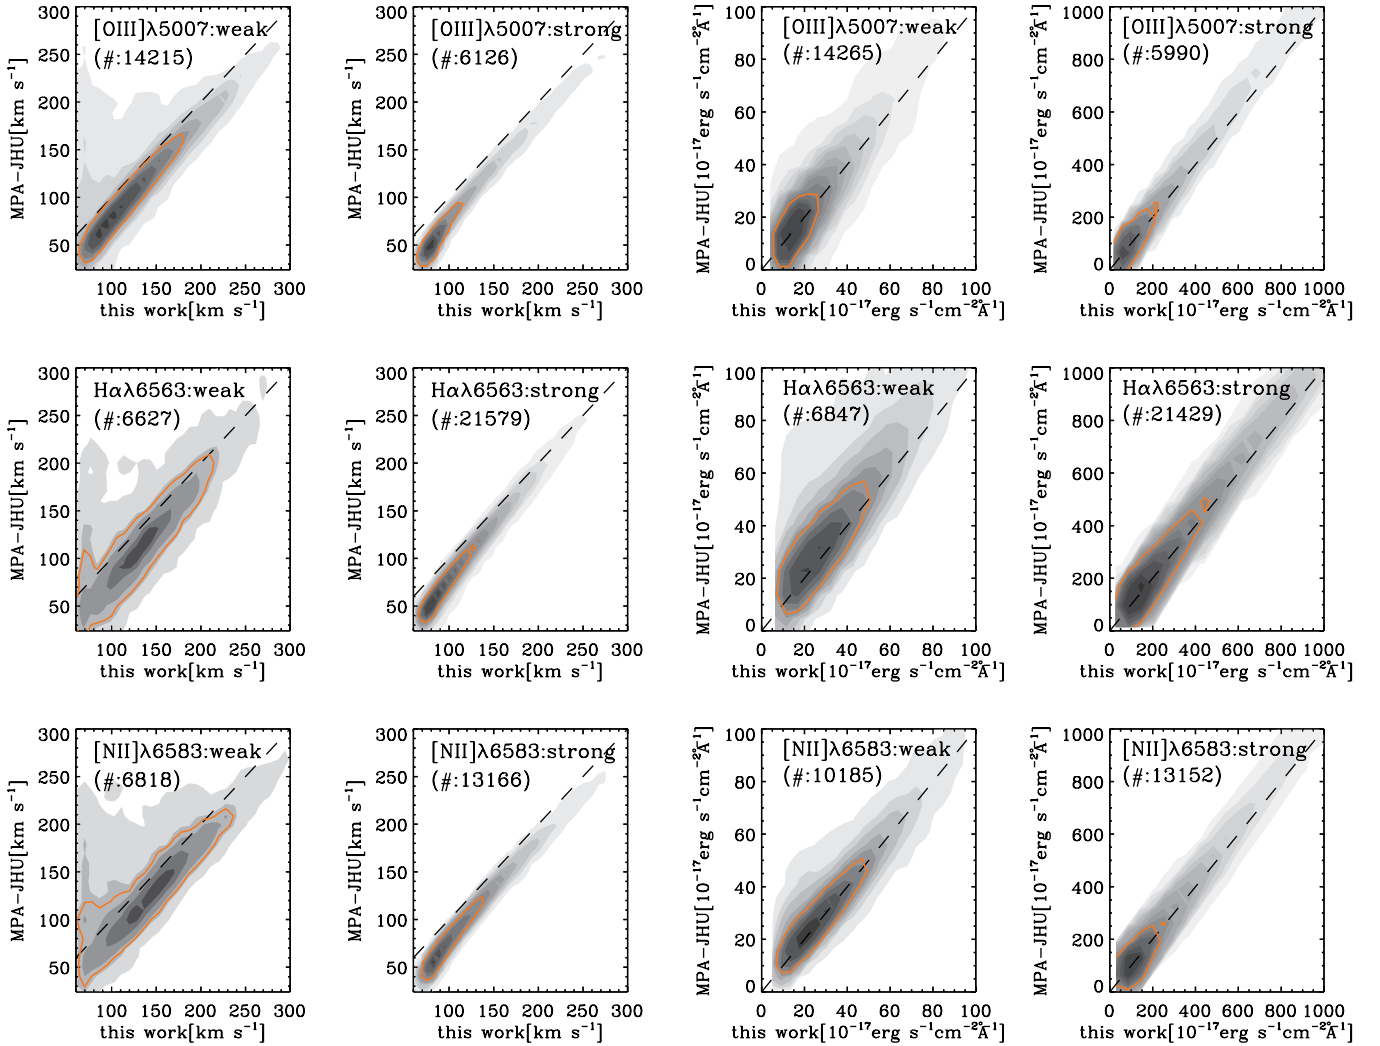 [OIII]λ5007:weak
(#:14215)
MPA-JHU[km s⁻¹]
250
200
150
100
50
100 150 200 250 300
this work[km s⁻¹]
[OIII]λ5007:strong
(#:6126)
MPA-JHU[km s⁻¹]
300
250
200
150
100
50
100 150 200 250 300
this work[km s⁻¹]
[OIII]λ5007:weak
(#:14265)
MPA-JHU[10⁻¹⁷erg s⁻¹cm⁻²Å⁻¹]
100
80
60
40
20
0
0 20 40 60 80 100
this work[10⁻¹⁷erg s⁻¹cm⁻²Å⁻¹]
[OIII]λ5007:strong
(#:5990)
MPA-JHU[10⁻¹⁷erg s⁻¹cm⁻²Å⁻¹]
1000
800
600
400
200
0
0 200 400 600 800 1000
this work[10⁻¹⁷erg s⁻¹cm⁻²Å⁻¹]
Hαλ6563:weak
(#:6627)
MPA-JHU[km s⁻¹]
300
250
200
150
100
50
100 150 200 250 300
this work[km s⁻¹]
Hαλ6563:strong
(#:21579)
MPA-JHU[km s⁻¹]
300
250
200
150
100
50
100 150 200 250 300
this work[km s⁻¹]
Hαλ6563:weak
(#:6847)
MPA-JHU[10⁻¹⁷erg s⁻¹cm⁻²Å⁻¹]
100
80
60
40
20
0
0 20 40 60 80 100
this work[10⁻¹⁷erg s⁻¹cm⁻²Å⁻¹]
Hαλ6563:strong
(#:21429)
MPA-JHU[10⁻¹⁷erg s⁻¹cm⁻²Å⁻¹]
1000
800
600
400
200
0
0 200 400 600 800 1000
this work[10⁻¹⁷erg s⁻¹cm⁻²Å⁻¹]
[NII]λ6583:weak
(#:6818)
MPA-JHU[km s⁻¹]
300
250
200
150
100
50
100 150 200 250 300
this work[km s⁻¹]
[NII]λ6583:strong
(#:13166)
MPA-JHU[km s⁻¹]
300
250
200
150
100
50
100 150 200 250 300
this work[km s⁻¹]
[NII]λ6583:weak
(#:10185)
MPA-JHU[10⁻¹⁷erg s⁻¹cm⁻²Å⁻¹]
100
80
60
40
20
0
0 20 40 60 80 100
this work[10⁻¹⁷erg s⁻¹cm⁻²Å⁻¹]
[NII]λ6583:strong
(#:13152)
MPA-JHU[10⁻¹⁷erg s⁻¹cm⁻²Å⁻¹]
1000
800
600
400
200
0
0 200 400 600 800 1000
this work[10⁻¹⁷erg s⁻¹cm⁻²Å⁻¹]